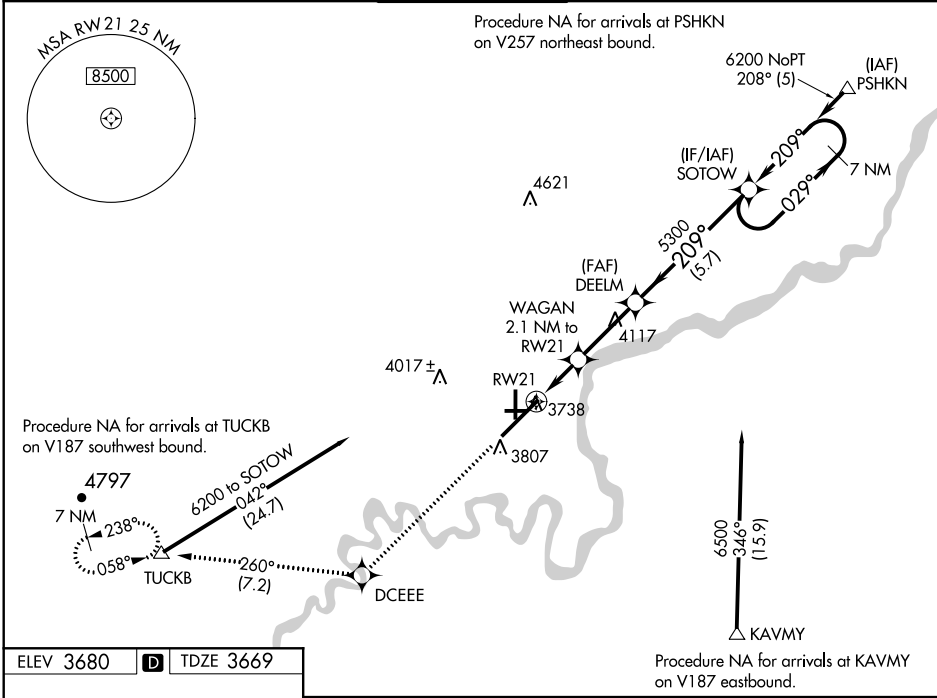 MSA RW21 25 NM
8500
Procedure NA for arrivals at PSHKN
on V257 northeast bound.
6200 NoPT
208° (5)
(IAF)
PSHKN
(IF/IAF)
SOTOW
209°
029°
7 NM
4621
5300
209°
(5.7)
(FAF)
DEELM
WAGAN
2.1 NM to
RW21
4117
4017 ±
RW21
3738
3807
Procedure NA for arrivals at TUCKB
on V187 southwest bound.
4797
7 NM
238°
058°
TUCKB
6200 to SOTOW
042°
(24.7)
260°
(7.2)
DCEEE
6500
346°
(15.9)
KAVMY
Procedure NA for arrivals at KAVMY
on V187 eastbound.
ELEV 3680 D TDZE 3669